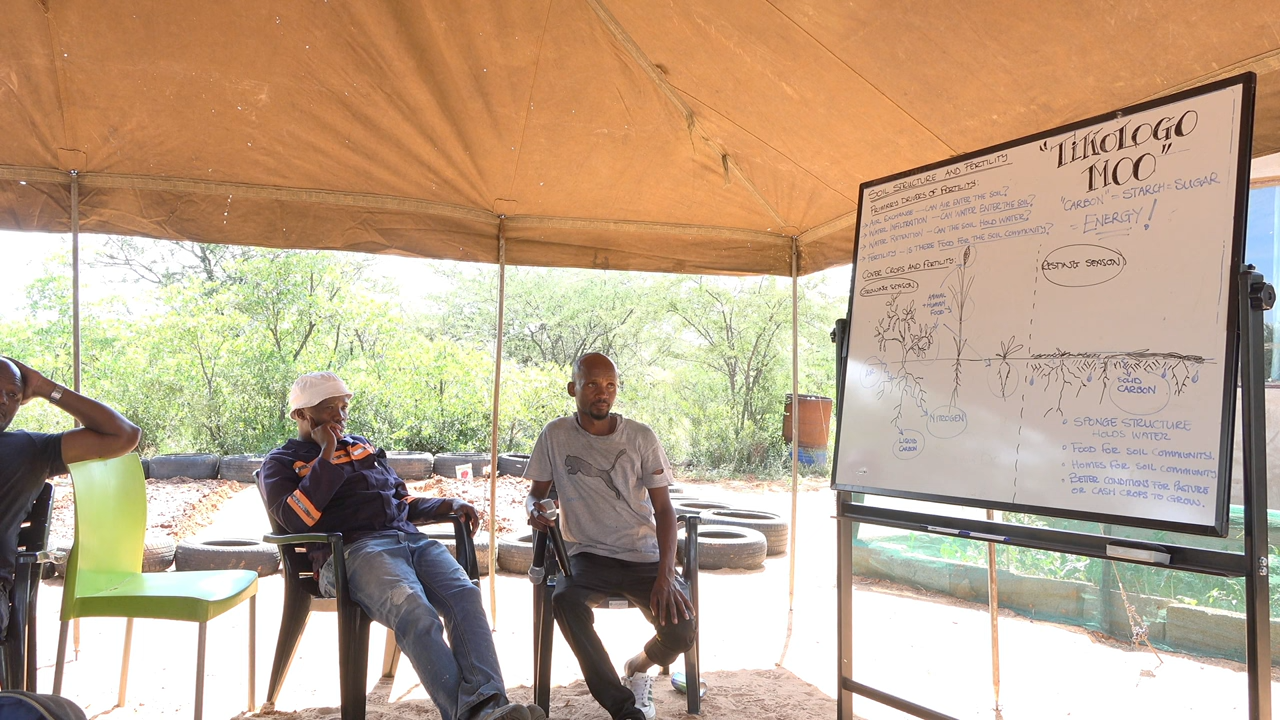 SOIL STRUCTURE AND FERTILITY
PRIMARY DRIVERS OF FERTILITY:
→ AIR EXCHANGE --- CAN AIR ENTER THE SOIL?
→ WATER INFILTRATION --- CAN WATER ENTER THE SOIL?
→ WATER RETENTION - CAN THE SOIL HOLD WATER?
→ FERTILITY - IS THERE FOOD FOR THE SOIL COMMUNITY?
COVER CROPS AND FERTILITY:
GROWING SEASON
ANIMAL
+ HUMAN
FOOD
NITROGEN
LIQUID
CARBON
"TIKOLOGO
MOO"
"CARBON" = STARCH = SUGAR
= ENERGY!
RESTING SEASON
SOLID
CARBON
SPONGE STRUCTURE
HOLDS WATER
FOOD FOR SOIL COMMUNITY.
HOMES FOR SOIL COMMUNITY
BETTER CONDITIONS FOR PASTURE
OR CASH CROPS TO GROW.